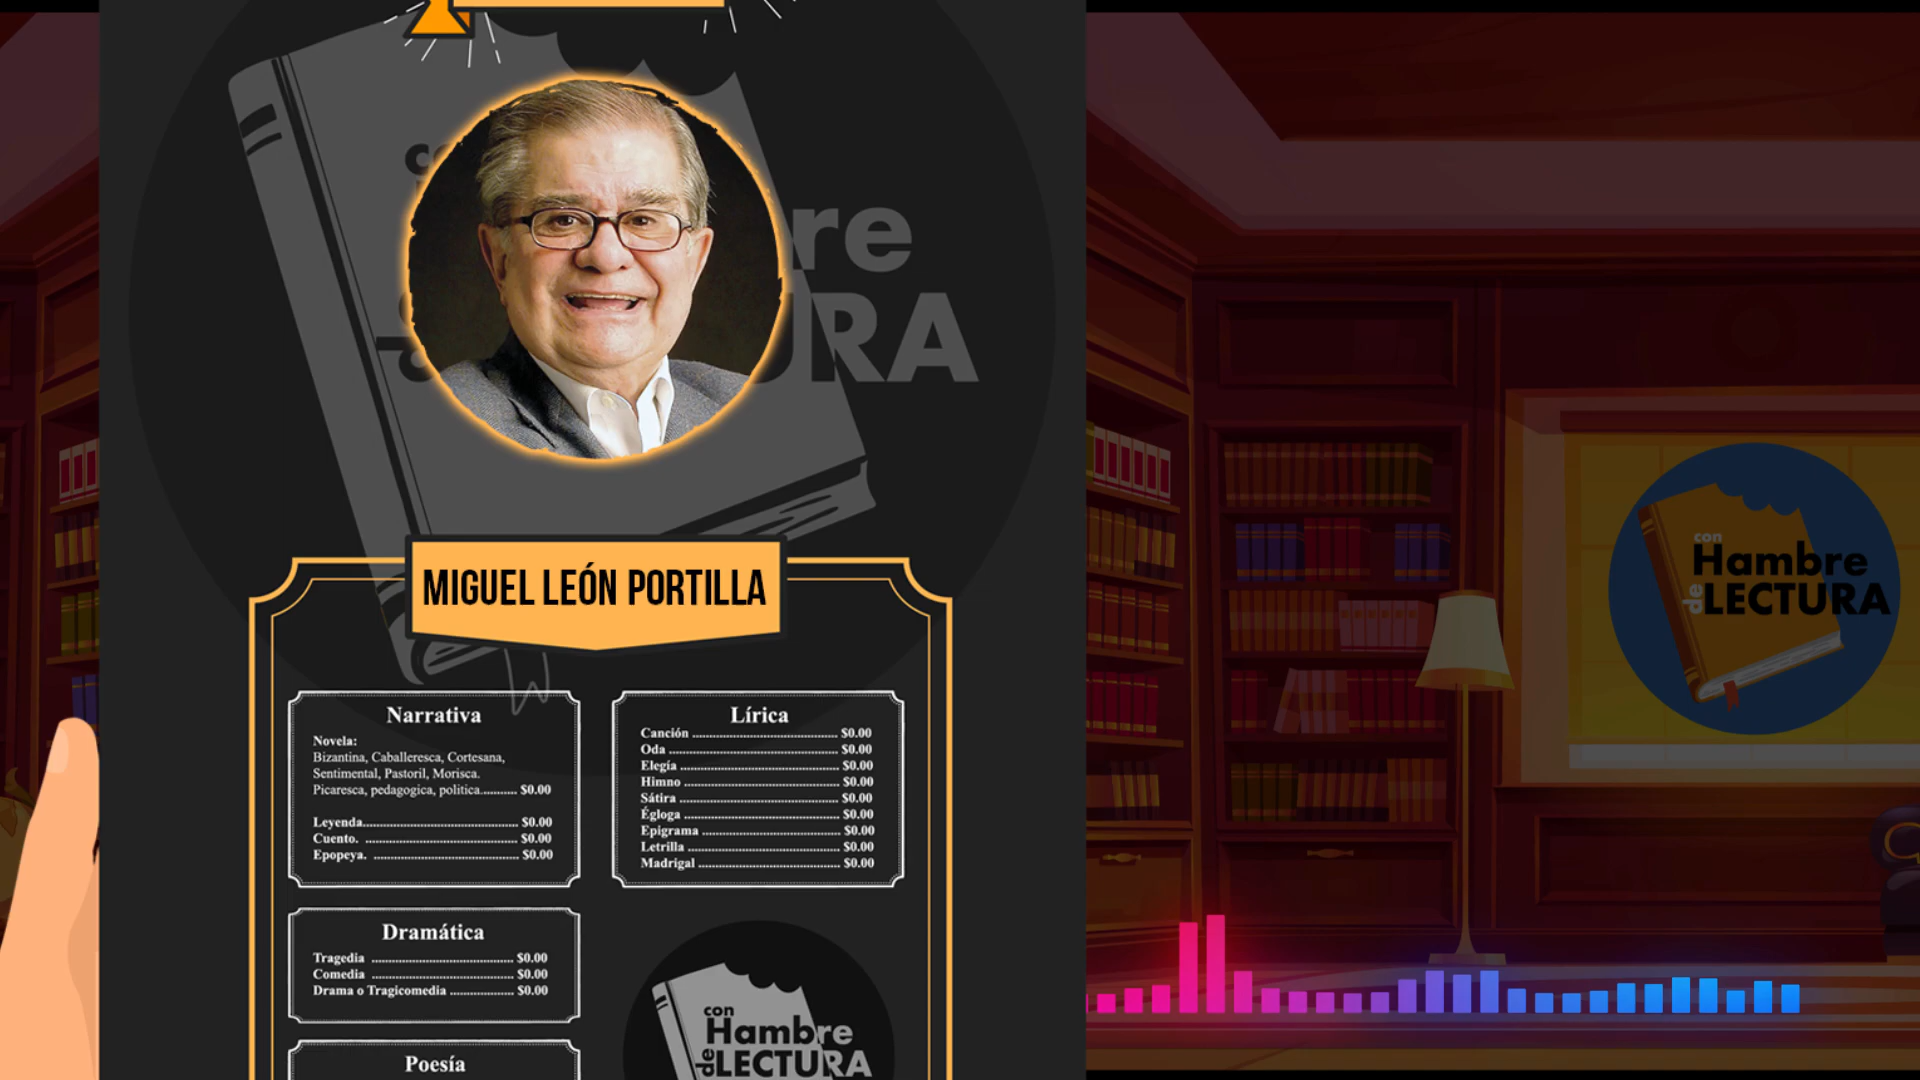 MIGUEL LEÓN PORTILLA
Narrativa
Novela:
Bizantina, Caballeresca, Cortesana,
Sentimental, Pastoril, Morisca.
Picaresca, pedagogica, politica.......... $0.00
Leyenda.............................................. $0.00
Cuento. .............................................. $0.00
Epopeya. ........................................... $0.00
Lírica
Canción ........................................... $0.00
Oda .................................................. $0.00
Elegía ............................................... $0.00
Himno .............................................. $0.00
Sátira ............................................... $0.00
Égloga .............................................. $0.00
Epigrama ......................................... $0.00
Letrilla ............................................. $0.00
Madrigal .......................................... $0.00
Dramática
Tragedia .......................................... $0.00
Comedia .......................................... $0.00
Drama o Tragicomedia ................... $0.00
Poesía
con
Hambre
de LECTURA
con
Hambre
de LECTURA